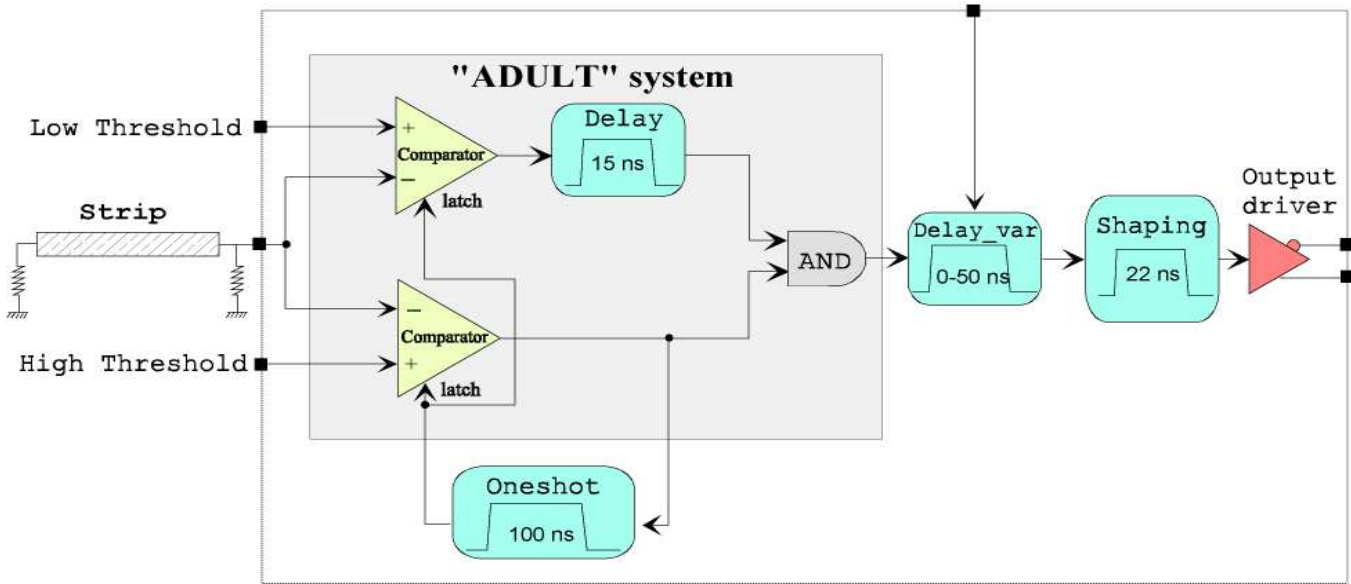 "ADULT" system
Low Threshold
+
Comparator
−
latch
Delay
15 ns
Strip
AND
Delay_var
0-50 ns
Shaping
22 ns
Output
driver
−
Comparator
+
latch
High Threshold
Oneshot
100 ns